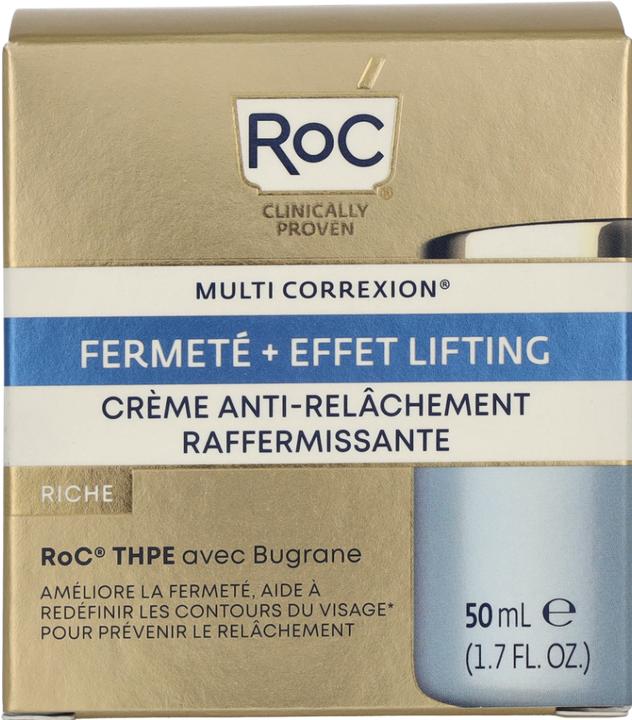 RoC®
CLINICALLY
PROVEN
MULTI CORREXION®
FERMETÉ + EFFET LIFTING
CRÈME ANTI-RELÂCHEMENT
RAFFERMISSANTE
RICHE
RoC® THPE avec Bugrane
AMÉLIORE LA FERMETÉ, AIDE À
REDÉFINIR LES CONTOURS DU VISAGE*
POUR PRÉVENIR LE RELÂCHEMENT
50 mL ℮
(1.7 FL. OZ.)